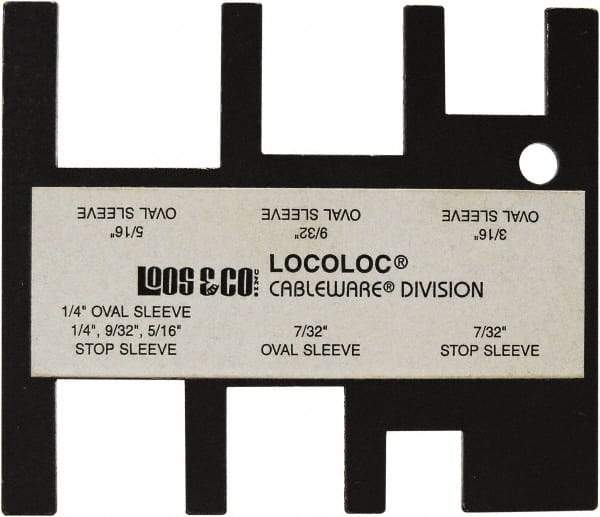 5/16" 9/32" 3/16"
OVAL SLEEVE OVAL SLEEVE OVAL SLEEVE
LOOS & CO. INC LOCOLOC®
CABLEWARE® DIVISION
1/4" OVAL SLEEVE
1/4", 9/32", 5/16" 7/32" 7/32"
STOP SLEEVE OVAL SLEEVE STOP SLEEVE